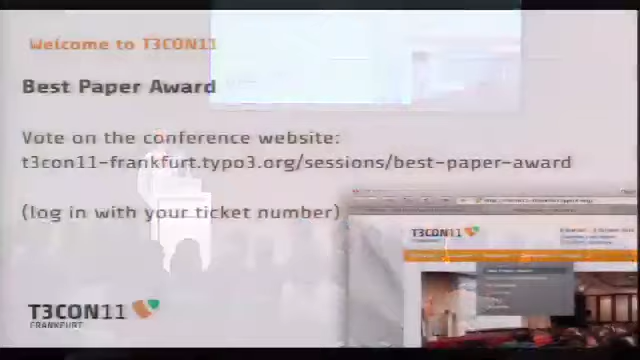 Welcome to T3CON11
Best Paper Award
Vote on the conference website:
t3con11-frankfurt.typo3.org/sessions/best-paper-award
(log in with your ticket number)
T3CON11
T3CON11
FRANKFURT